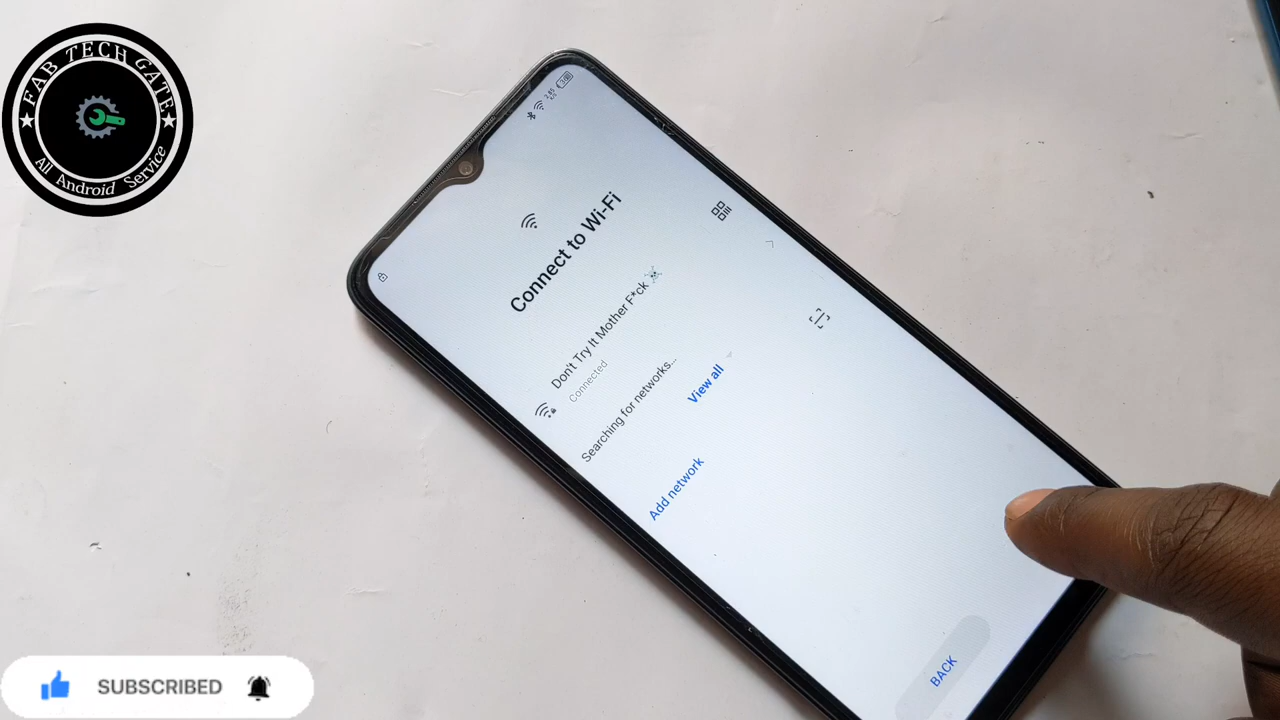 FAB TECH GATE
All Android Service
Connect to Wi-Fi
Don't Try It Mother F*ck ☠️
Connected
Searching for networks...
View all
Add network
BACK
SUBSCRIBED